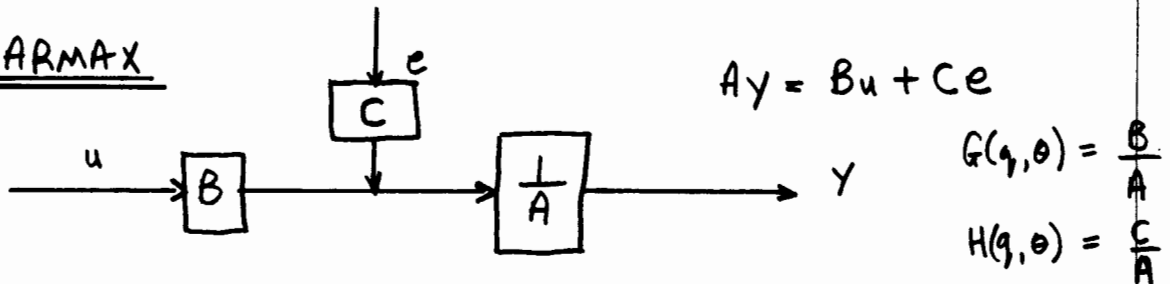 ARMAX
e
C
Ay = Bu + Ce
u
B
1/A
y
G(q,θ) = B/A
H(q,θ) = C/A